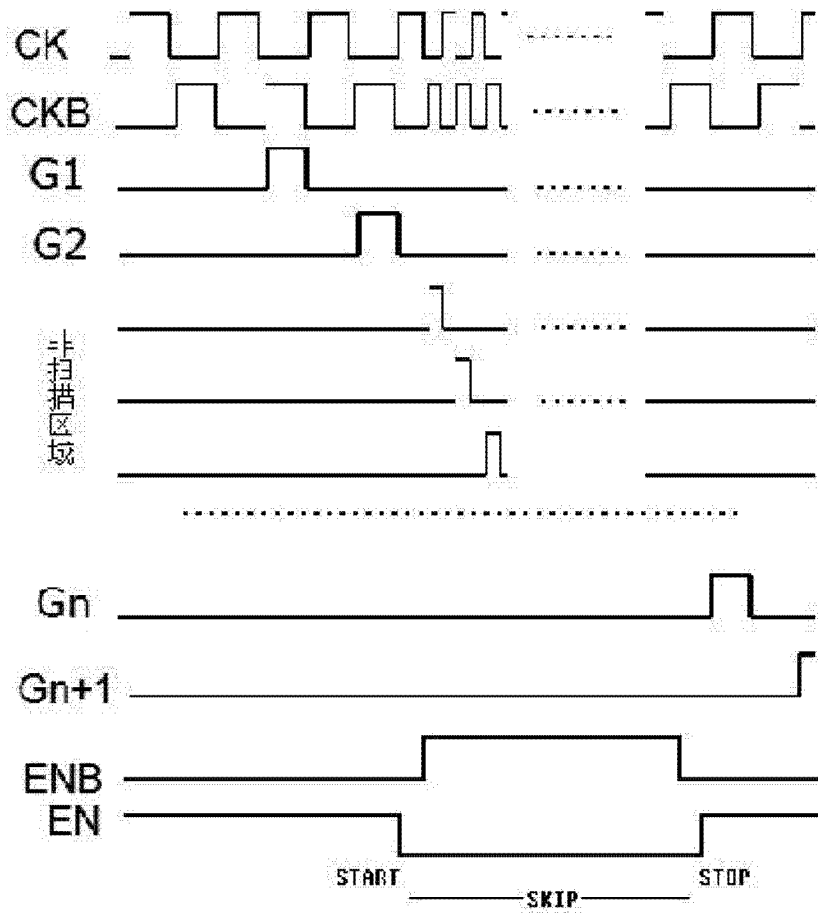 CK
CKB
G1
G2
非扫描区域
Gn
Gn+1
ENB
EN
START
SKIP
STOP